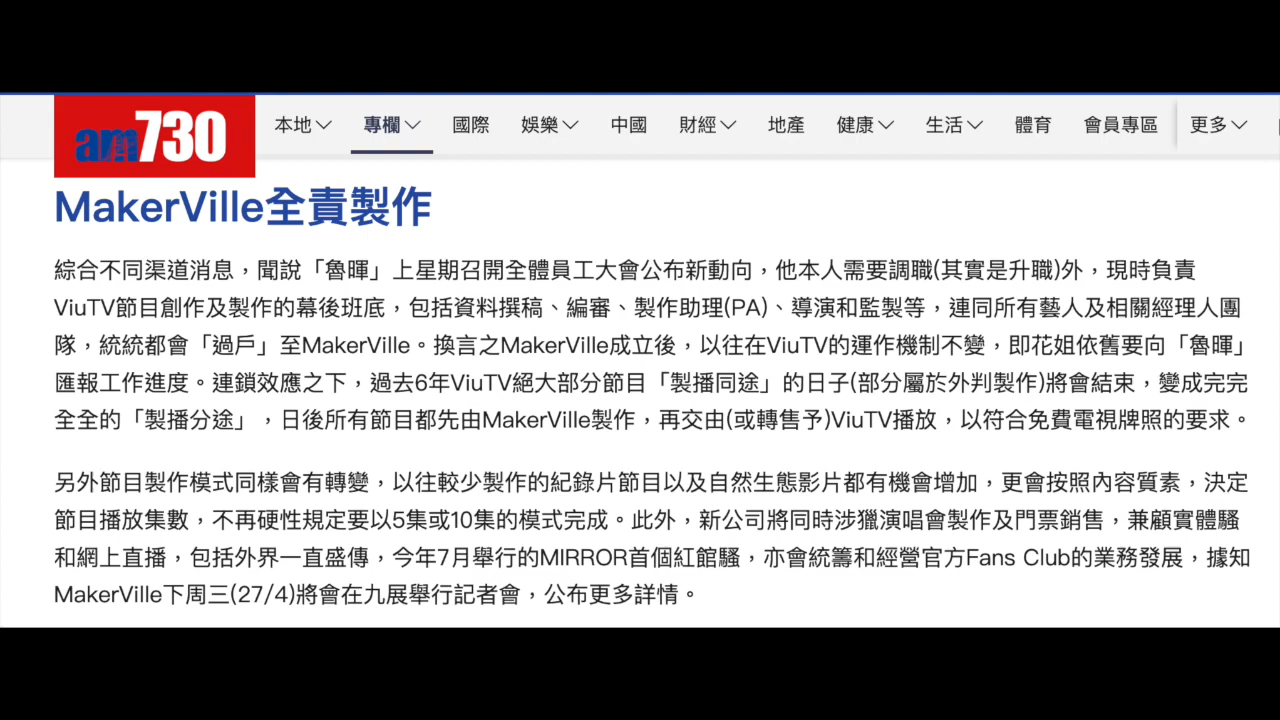 am730
本地 專欄 國際 娛樂 中國 財經 地產 健康 生活 體育 會員專區 更多
MakerVille全責製作
綜合不同渠道消息，聞說「魯暉」上星期召開全體員工大會公布新動向，他本人需要調職(其實是升職)外，現時負責
ViuTV節目創作及製作的幕後班底，包括資料撰稿、編審、製作助理(PA)、導演和監製等，連同所有藝人及相關經理人團
隊，統統都會「過戶」至MakerVille。換言之MakerVille成立後，以往在ViuTV的運作機制不變，即花姐依舊要向「魯暉」
匯報工作進度。連鎖效應之下，過去6年ViuTV絕大部分節目「製播同途」的日子(部分屬於外判製作)將會結束，變成完完
全全的「製播分途」，日後所有節目都先由MakerVille製作，再交由(或轉售予)ViuTV播放，以符合免費電視牌照的要求。
另外節目製作模式同樣會有轉變，以往較少製作的紀錄片節目以及自然生態影片都有機會增加，更會按照內容質素，決定
節目播放集數，不再硬性規定要以5集或10集的模式完成。此外，新公司將同時涉獵演唱會製作及門票銷售，兼顧實體騷
和網上直播，包括外界一直盛傳，今年7月舉行的MIRROR首個紅館騷，亦會統籌和經營官方Fans Club的業務發展，據知
MakerVille下周三(27/4)將會在九展舉行記者會，公布更多詳情。